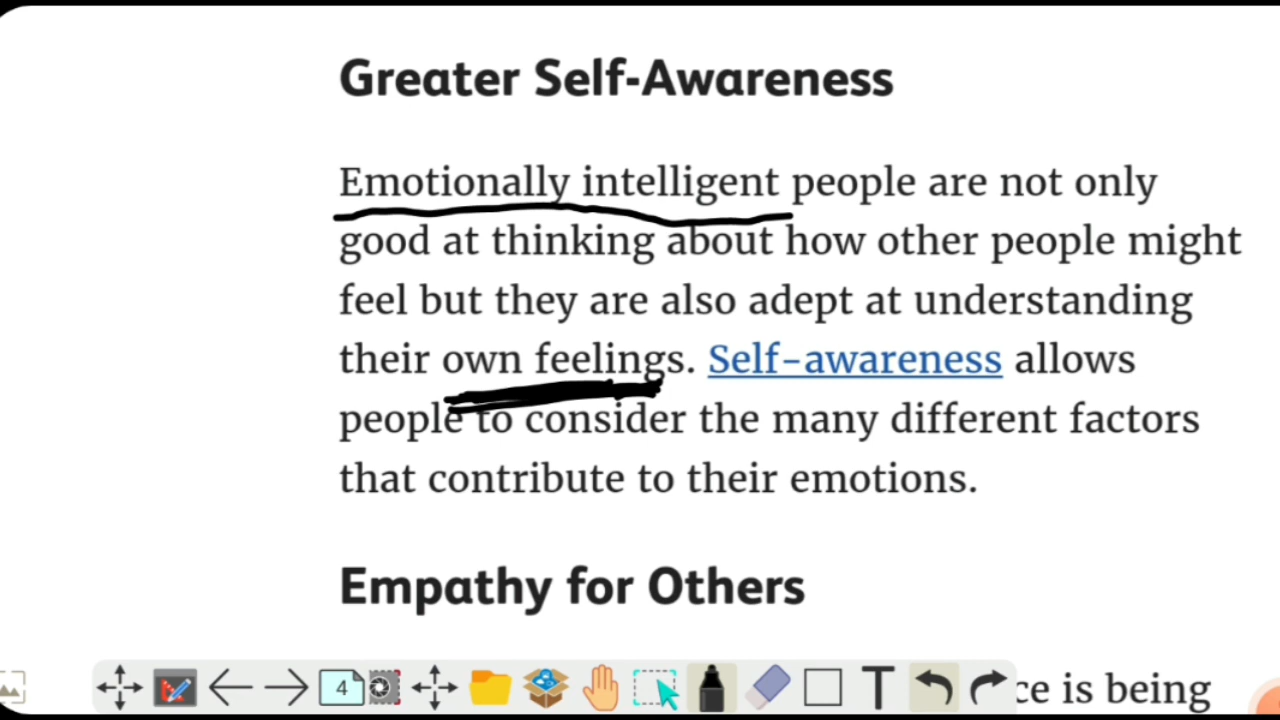 Greater Self-Awareness
Emotionally intelligent people are not only
good at thinking about how other people might
feel but they are also adept at understanding
their own feelings. Self-awareness allows
people to consider the many different factors
that contribute to their emotions.
Empathy for Others
4
T
ce is being